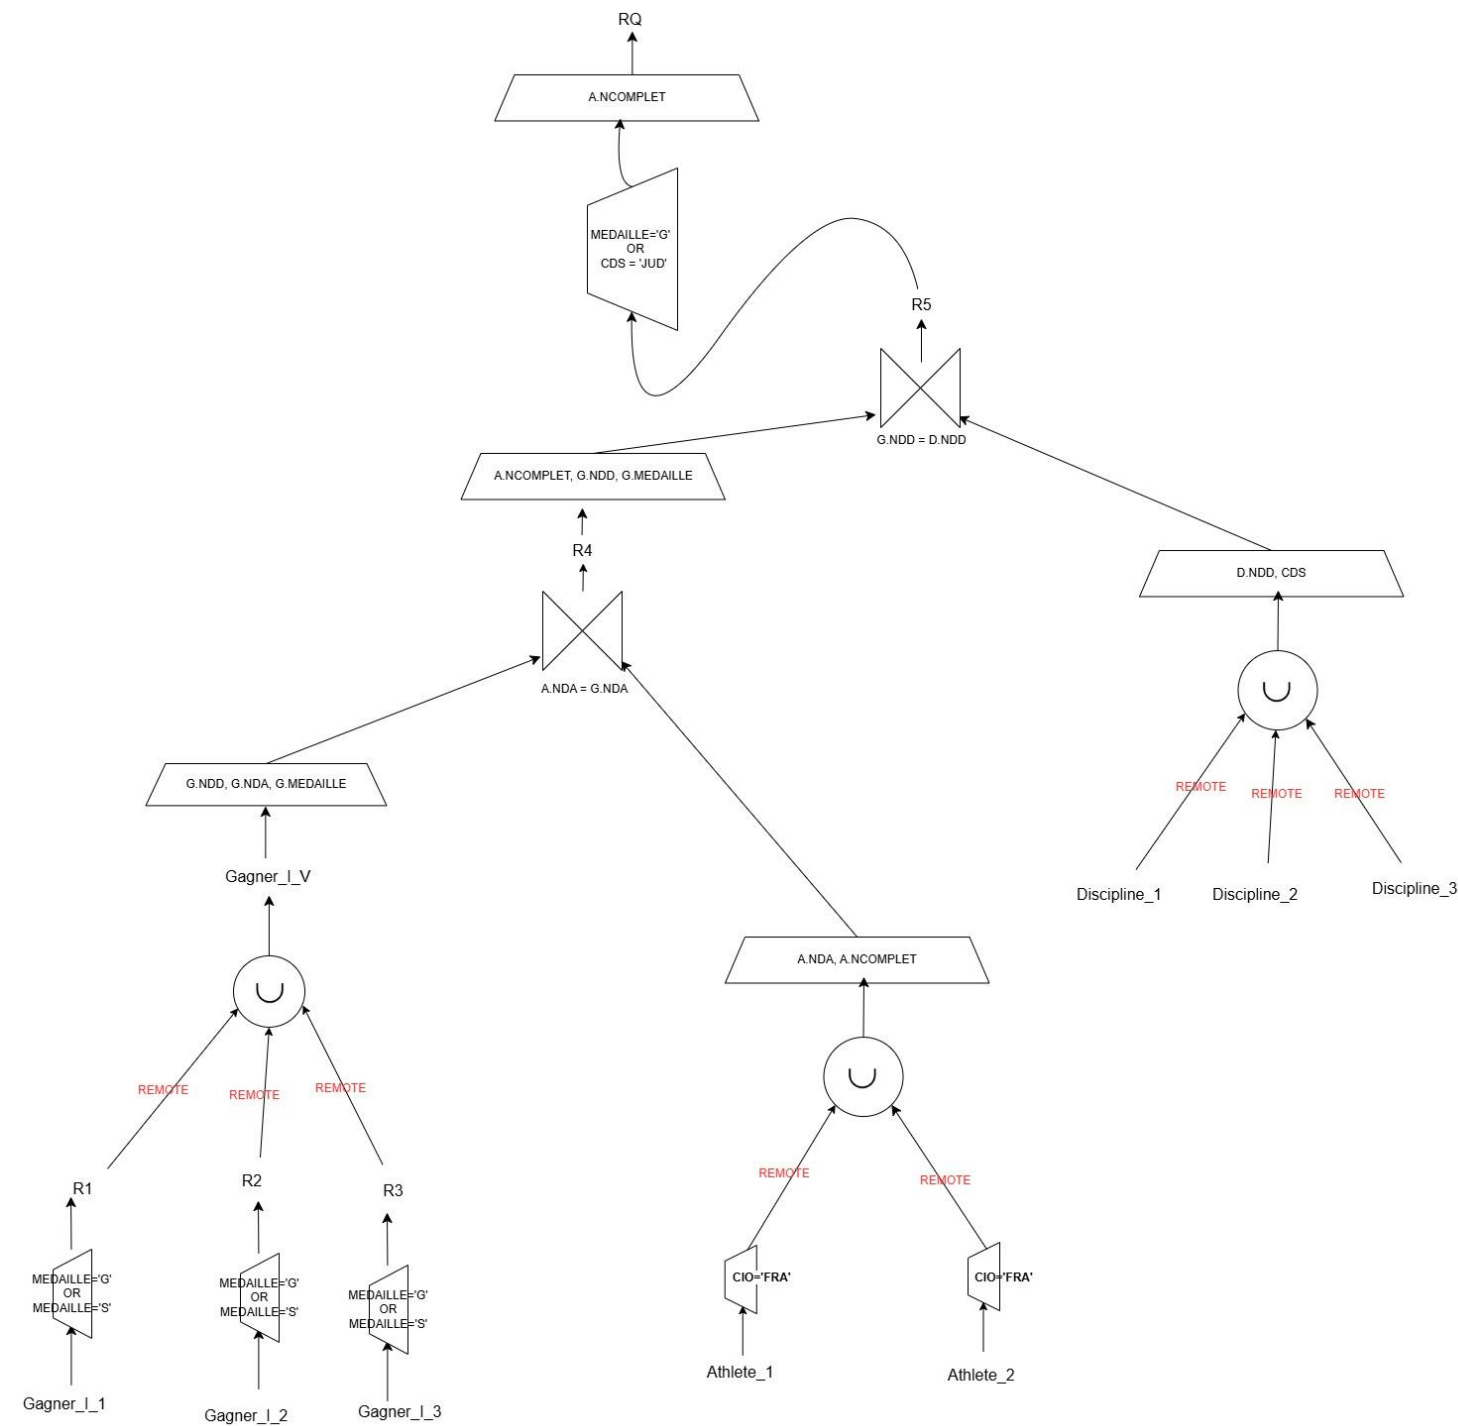 RQ
A.NCOMPLET
MEDAILLE='G'
OR
CDS = 'JUD'
R5
G.NDD = D.NDD
A.NCOMPLET, G.NDD, G.MEDAILLE
R4
D.NDD, CDS
A.NDA = G.NDA
G.NDD, G.NDA, G.MEDAILLE
REMOTE
REMOTE
REMOTE
Gagner_I_V
Discipline_1
Discipline_2
Discipline_3
A.NDA, A.NCOMPLET
REMOTE
REMOTE
REMOTE
R1
R2
R3
REMOTE
REMOTE
MEDAILLE='G'
OR
MEDAILLE='S'
MEDAILLE='G'
OR
MEDAILLE='S'
MEDAILLE='G'
OR
MEDAILLE='S'
CIO='FRA'
CIO='FRA'
Gagner_I_1
Gagner_I_2
Gagner_I_3
Athlete_1
Athlete_2